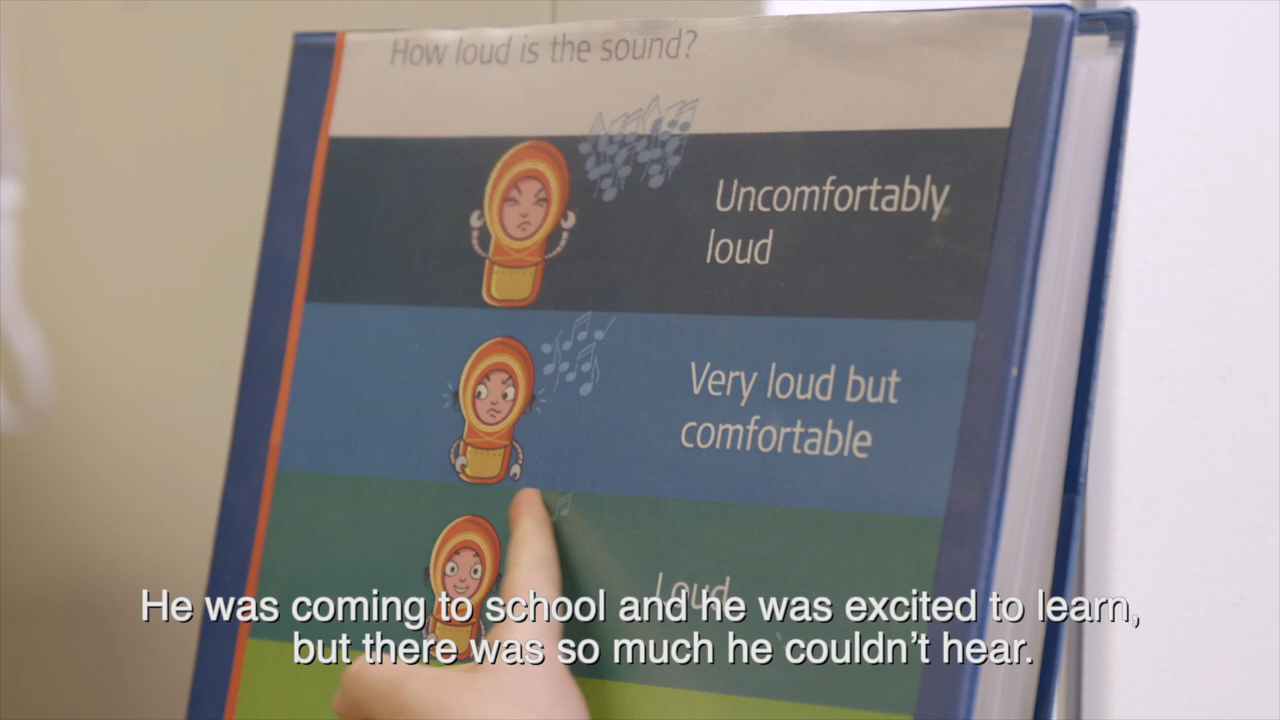 How loud is the sound?
Uncomfortably
loud
Very loud but
comfortable
Loud
He was coming to school and he was excited to learn,
but there was so much he couldn't hear.